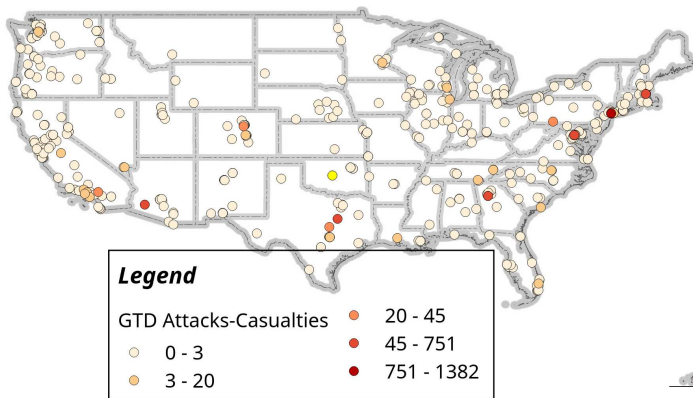 Legend
GTD Attacks-Casualties
0 - 3
3 - 20
20 - 45
45 - 751
751 - 1382